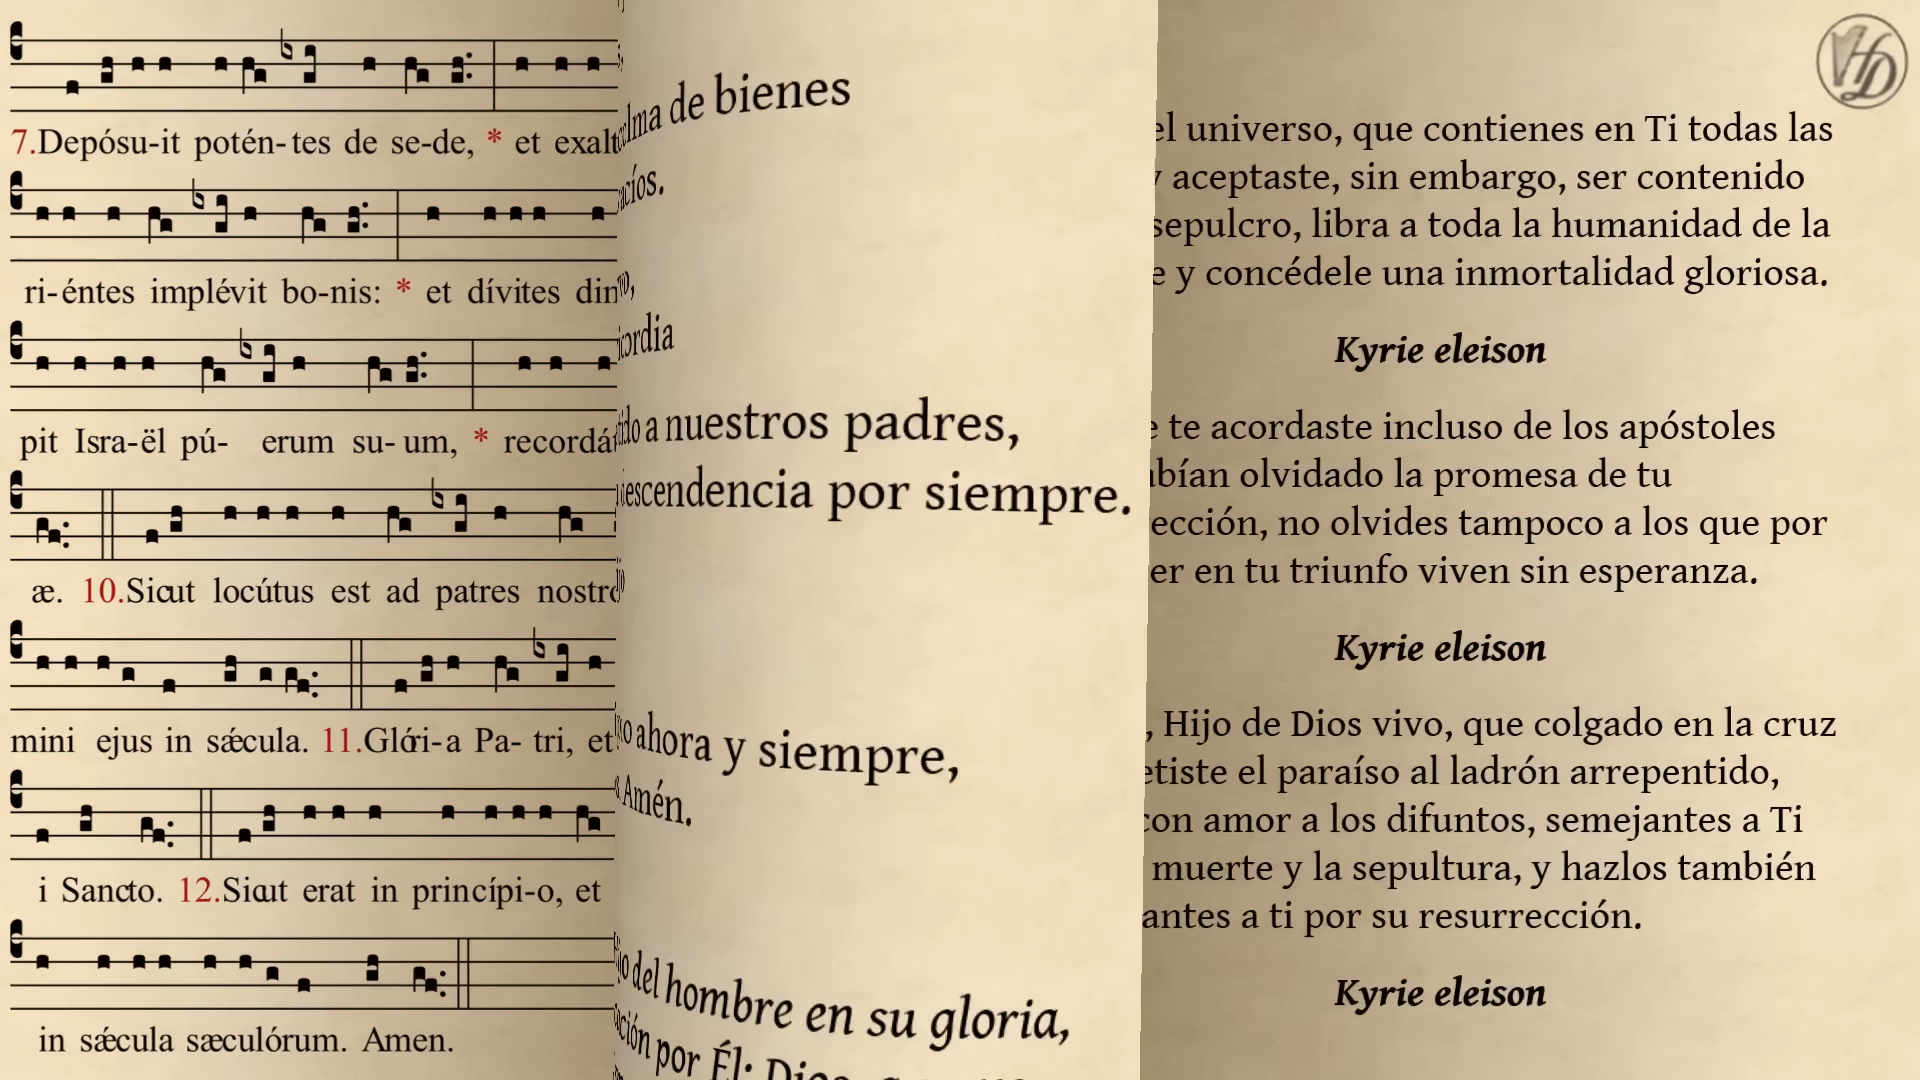 7.Depósu-it potén-tes de se-de, * et exalt
ri-éntes implévit bo-nis: * et dívites dim
pit Isra-ël pú- erum su-um, * recordát
æ. 10.Sicut locútus est ad patres nostro
mini ejus in sǽcula. 11.Glóri-a Pa- tri, et
i Sancto. 12.Sicut erat in princípi-o, et
in sǽcula sæculórum. Amen.
de bienes
nuestros padres,
descendencia por siempre.
ahora y siempre,
Amén.
del hombre en su gloria,
por Él:
HD
el universo, que contienes en Ti todas las
y aceptaste, sin embargo, ser contenido
sepulcro, libra a toda la humanidad de la
e y concédele una inmortalidad gloriosa.
Kyrie eleison
e te acordaste incluso de los apóstoles
abían olvidado la promesa de tu
ección, no olvides tampoco a los que por
er en tu triunfo viven sin esperanza.
Kyrie eleison
, Hijo de Dios vivo, que colgado en la cruz
etiste el paraíso al ladrón arrepentido,
con amor a los difuntos, semejantes a Ti
muerte y la sepultura, y hazlos también
antes a ti por su resurrección.
Kyrie eleison